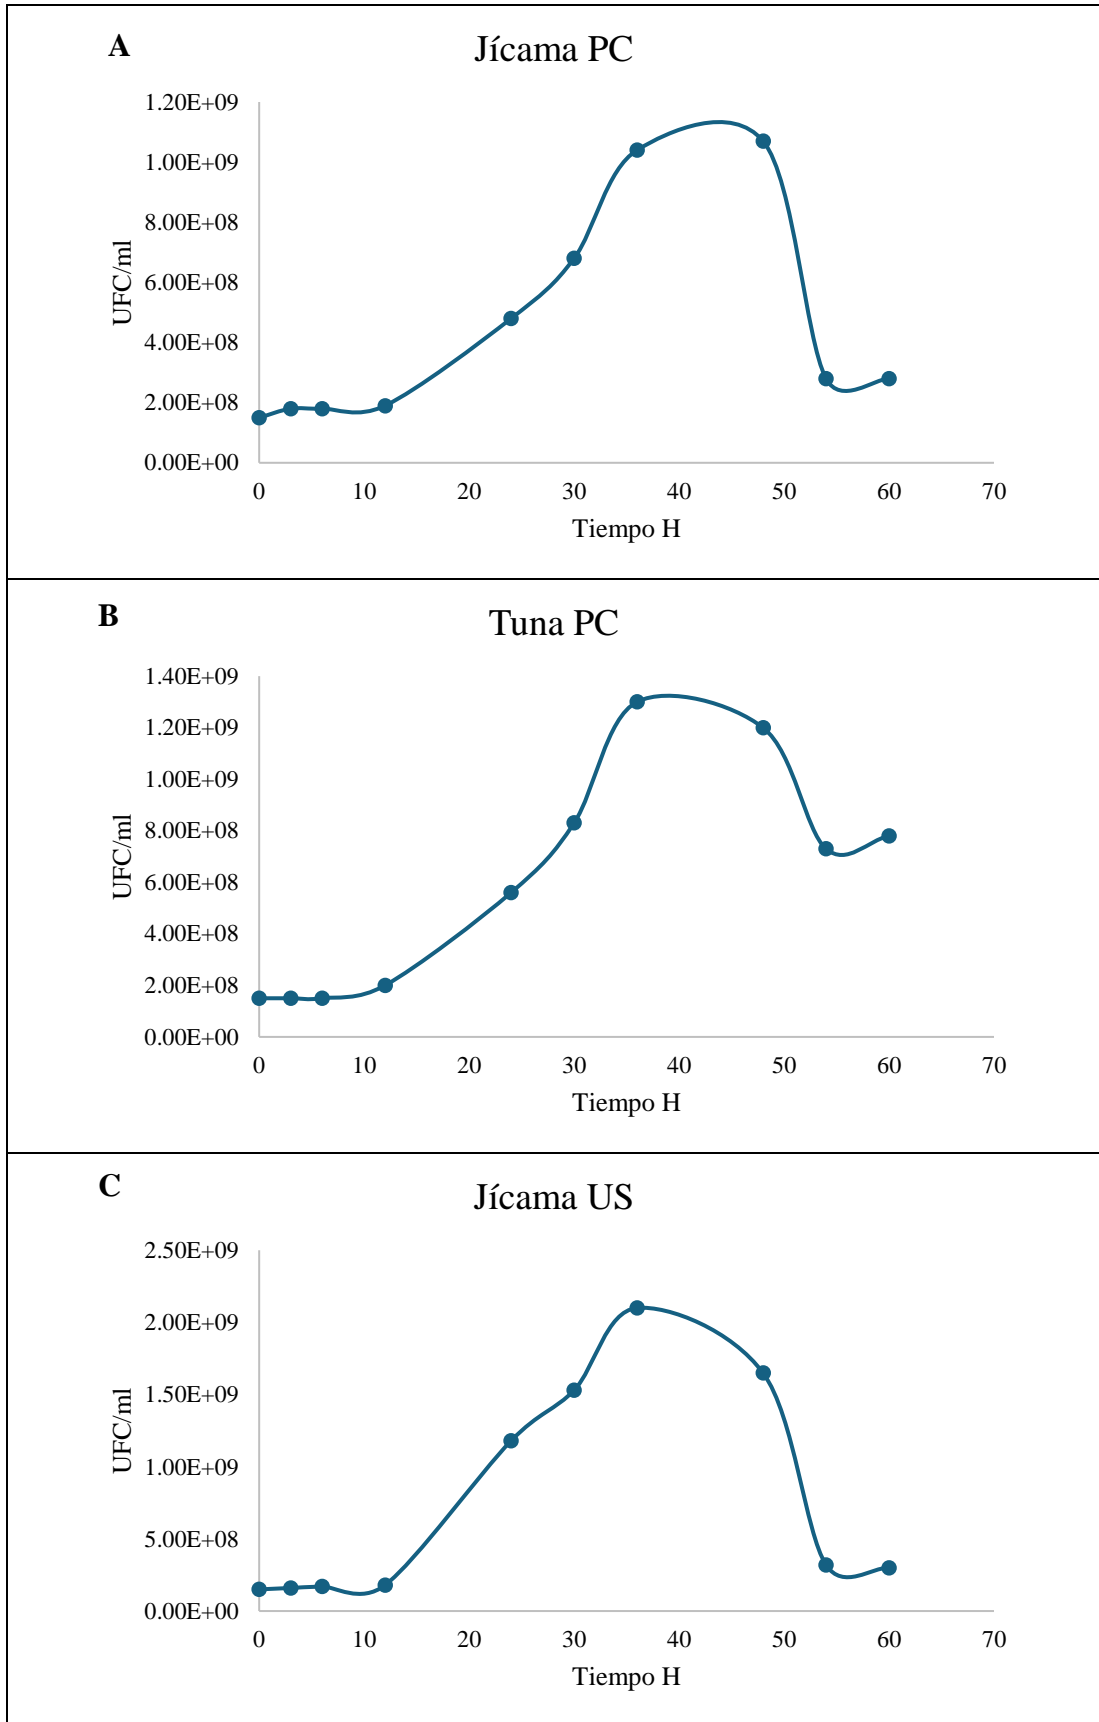 A
Jícama PC
1.20E+09
1.00E+09
8.00E+08
6.00E+08
4.00E+08
2.00E+08
0.00E+00
UFC/ml
0 10 20 30 40 50 60 70
Tiempo H
B
Tuna PC
1.40E+09
1.20E+09
1.00E+09
8.00E+08
6.00E+08
4.00E+08
2.00E+08
0.00E+00
UFC/ml
0 10 20 30 40 50 60 70
Tiempo H
C
Jícama US
2.50E+09
2.00E+09
1.50E+09
1.00E+09
5.00E+08
0.00E+00
UFC/ml
0 10 20 30 40 50 60 70
Tiempo H